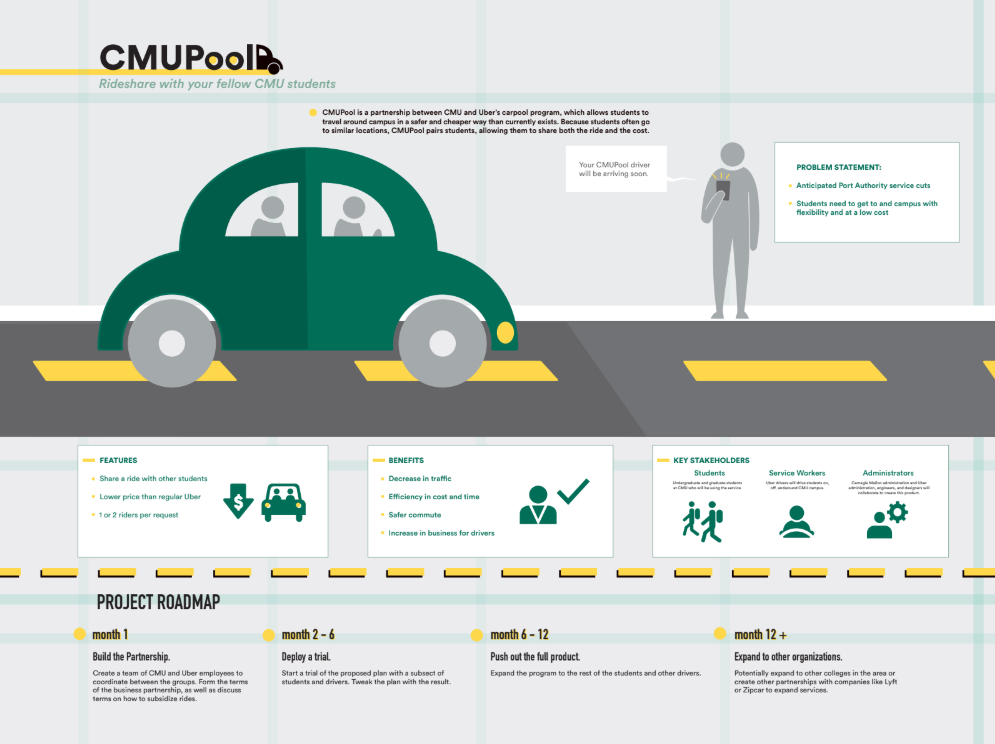 CMUPool
Rideshare with your fellow CMU students
CMUPool is a partnership between CMU and Uber's carpool program, which allows students to
travel around campus in a safer and cheaper way than currently exists. Because students often go
to similar locations, CMUPool pairs students, allowing them to share both the ride and the cost.
Your CMUPool driver
will be arriving soon.
PROBLEM STATEMENT:
Anticipated Port Authority service cuts
Students need to get to and campus with
flexibility and at a low cost
FEATURES
Share a ride with other students
Lower price than regular Uber
1 or 2 riders per request
$
BENEFITS
Decrease in traffic
Efficiency in cost and time
Safer commute
Increase in business for drivers
KEY STAKEHOLDERS
Students
Undergraduate and graduate students
at CMU who will be using the service
Service Workers
Uber drivers will drive students on,
off, and around CMU campus.
Administrators
Carnegie Mellon administration and Uber
administration, engineers, and designers will
collaborate to create this product.
PROJECT ROADMAP
month 1
Build the Partnership.
Create a team of CMU and Uber employees to
coordinate between the groups. Form the terms
of the business partnership, as well as discuss
terms on how to subsidize rides.
month 2 - 6
Deploy a trial.
Start a trial of the proposed plan with a subsect of
students and drivers. Tweak the plan with the result.
month 6 - 12
Push out the full product.
Expand the program to the rest of the students and other drivers.
month 12 +
Expand to other organizations.
Potentially expand to other colleges in the area or
create other partnerships with companies like Lyft
or Zipcar to expand services.